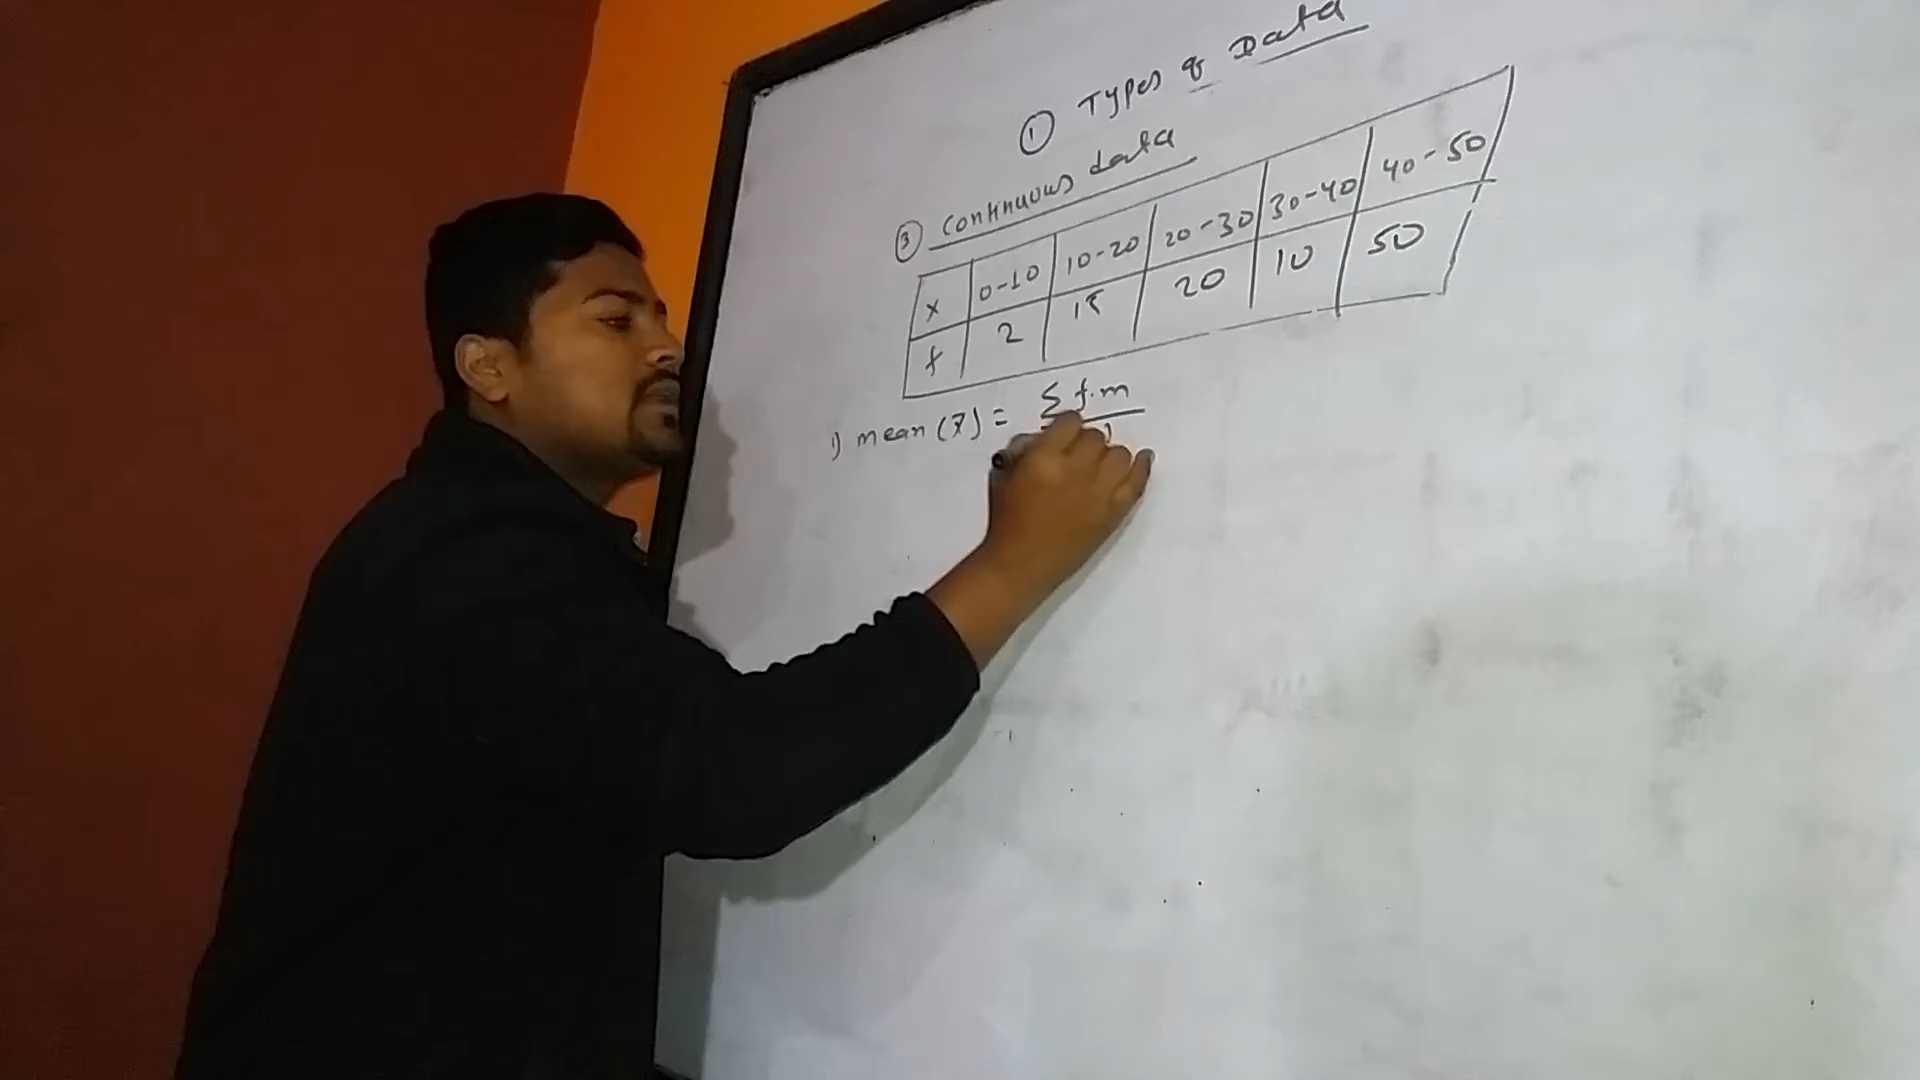 ① Types of Data
③ continuous data
x 0-10 10-20 20-30 30-40 40-50
f 2 15 20 10 50
1) mean (x̄) = Σ f.m